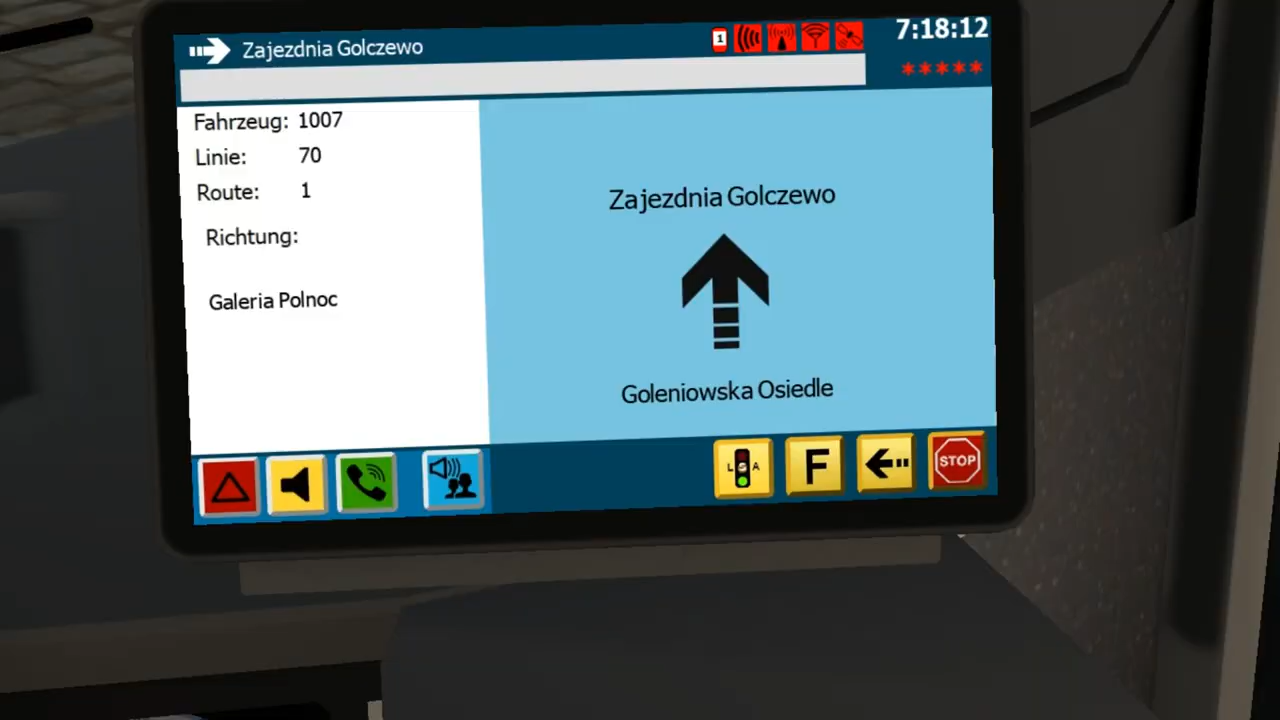 Zajezdnia Golczewo
1
7:18:12
*****
Fahrzeug: 1007
Linie: 70
Route: 1
Richtung:
Galeria Polnoc
Zajezdnia Golczewo
Goleniowska Osiedle
L S A
F
STOP